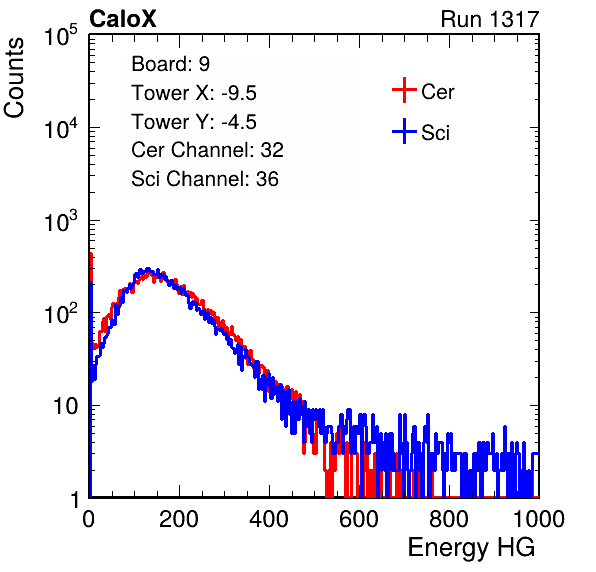 CaloX Run 1317
Counts
Board: 9
Tower X: -9.5
Tower Y: -4.5
Cer Channel: 32
Sci Channel: 36
Cer
Sci
10^5
10^4
10^3
10^2
10
1
0 200 400 600 800 1000
Energy HG